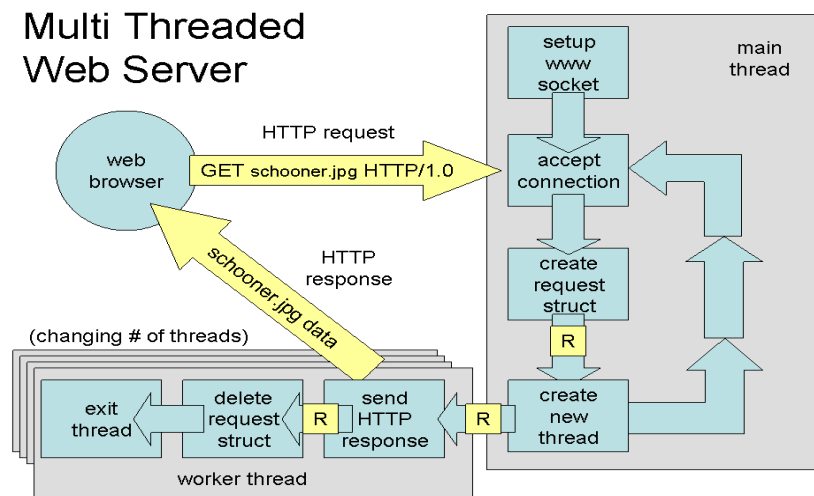 Multi Threaded
Web Server
setup
www
socket
main
thread
HTTP request
web
browser
GET schooner.jpg HTTP/1.0
accept
connection
HTTP
response
schooner.jpg data
create
request
struct
R
(changing # of threads)
exit
thread
delete
request
struct
R
send
HTTP
response
R
create
new
thread
worker thread